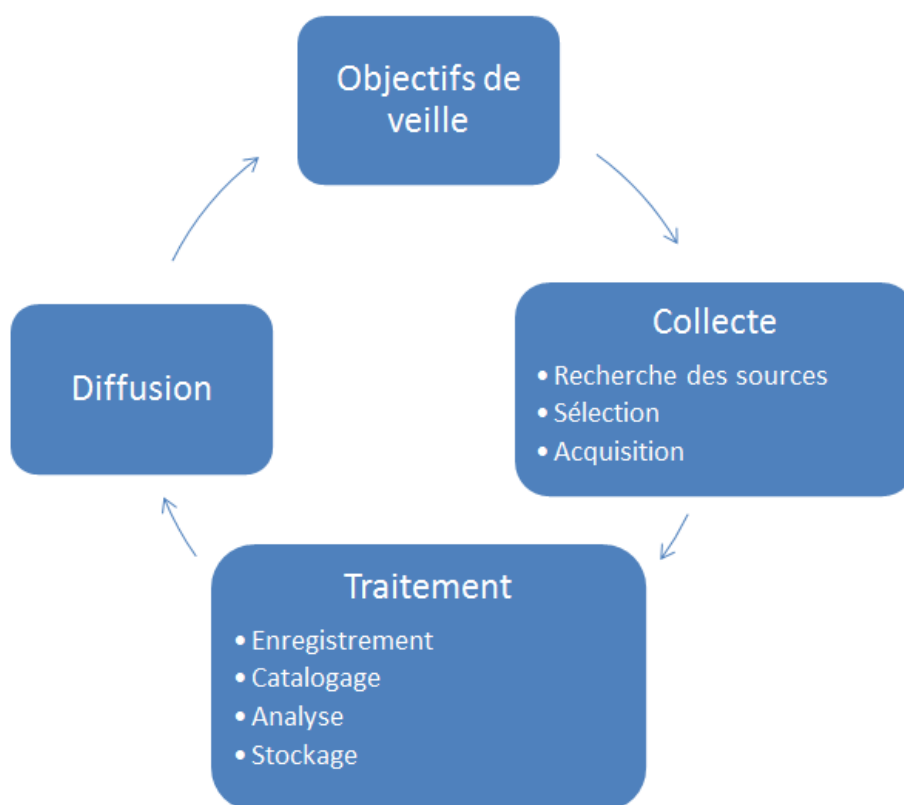 Objectifs de
veille
Collecte
• Recherche des sources
• Sélection
• Acquisition
Traitement
• Enregistrement
• Catalogage
• Analyse
• Stockage
Diffusion